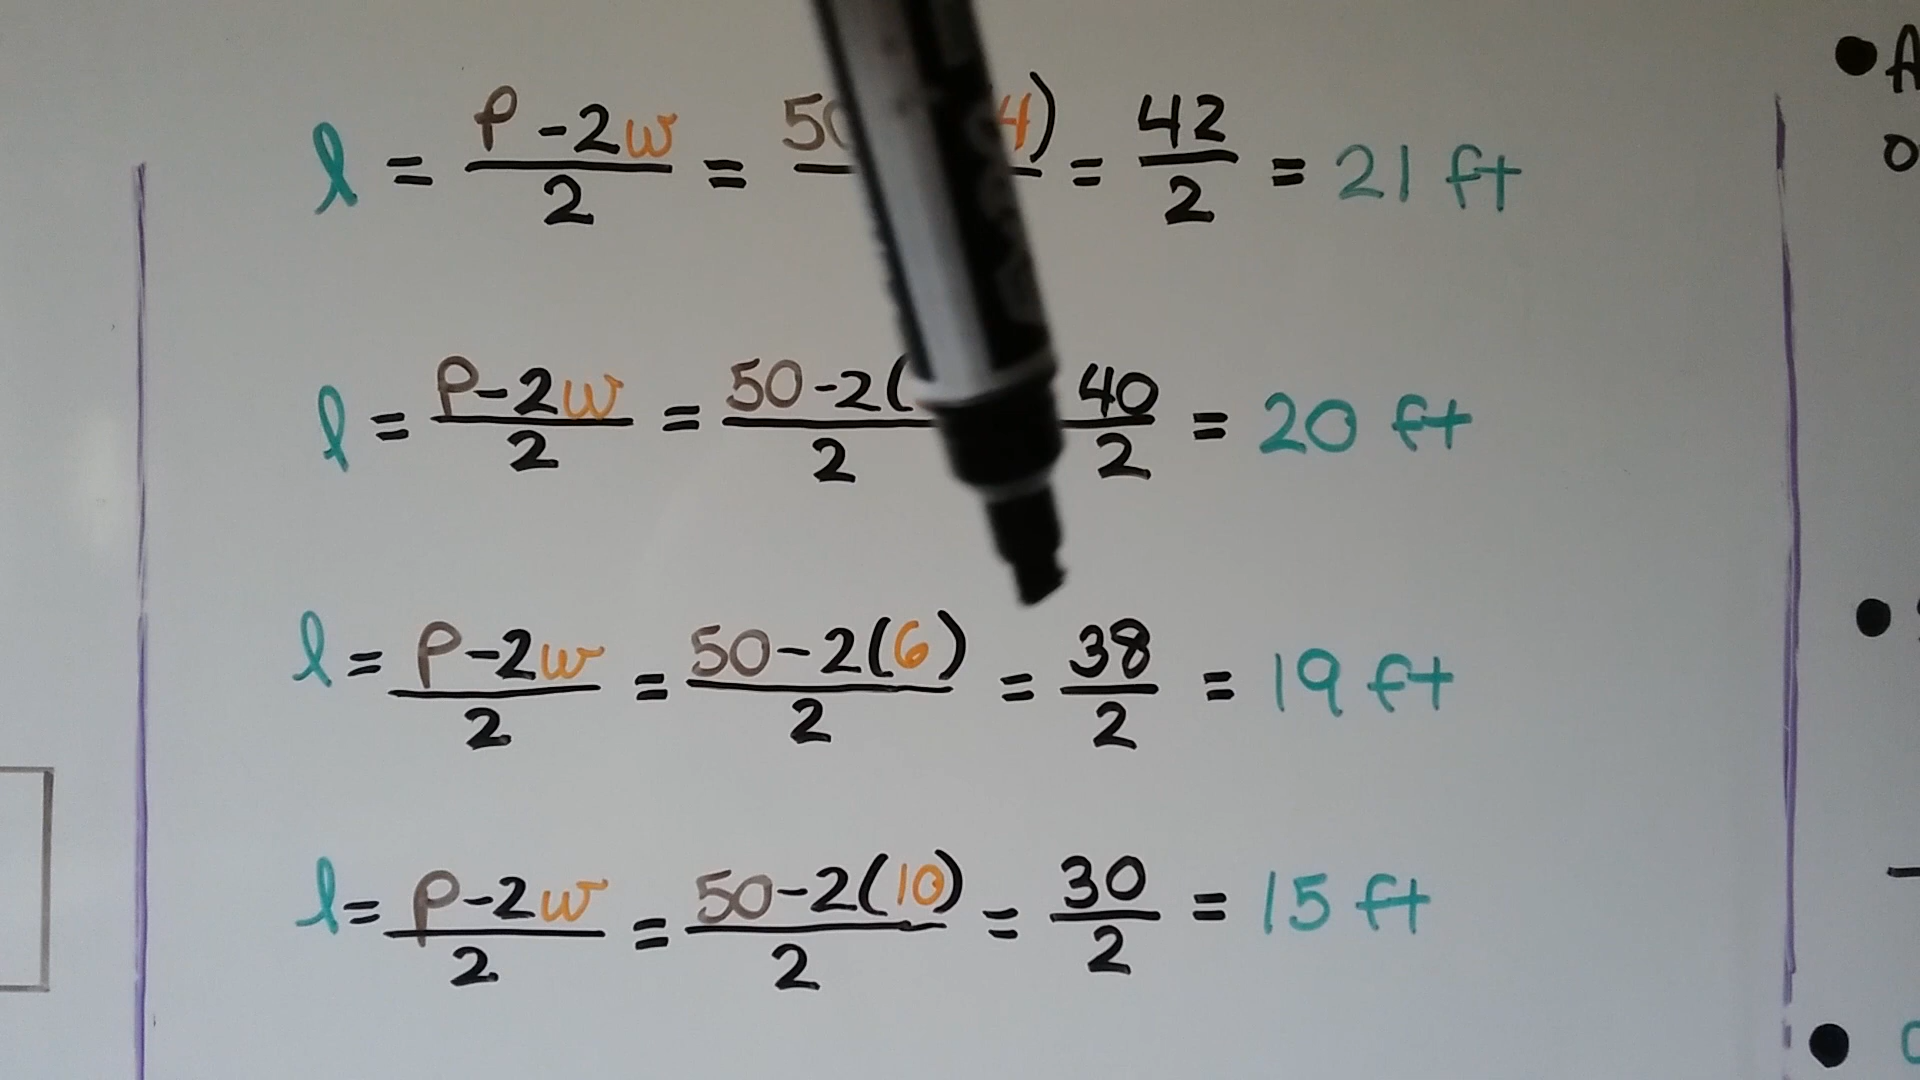 l = P-2w/2 = 50 4) = 42/2 = 21 ft
l = P-2w/2 = 50-2( /2 40/2 = 20 ft
l = P-2w/2 = 50-2(6)/2 = 38/2 = 19 ft
l = P-2w/2 = 50-2(10)/2 = 30/2 = 15 ft